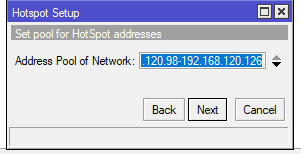 Hotspot Setup
Set pool for HotSpot addresses
Address Pool of Network: .120.98-192.168.120.126
Back Next Cancel